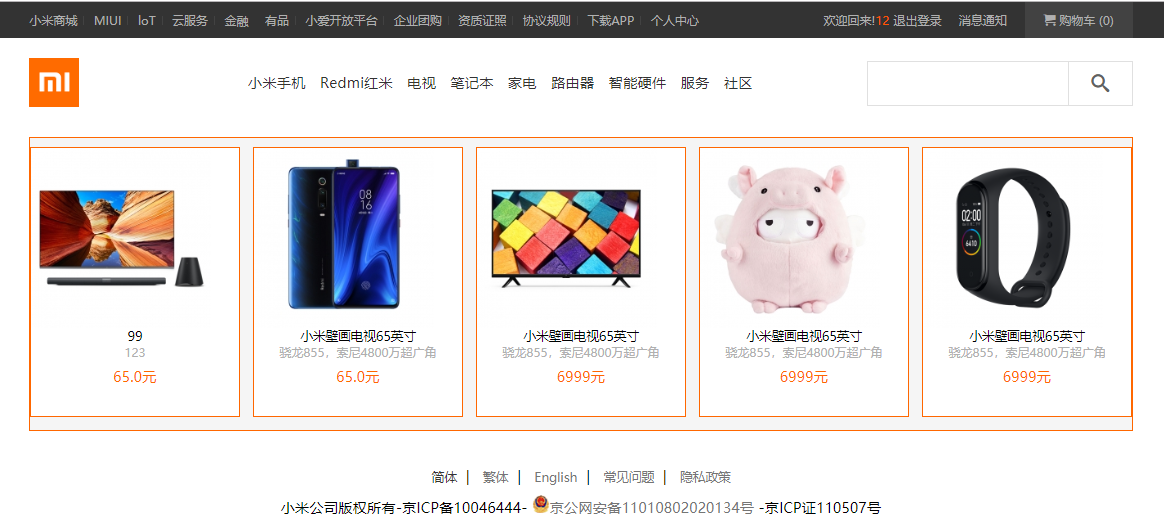 小米商城 MIUI loT 云服务 金融 有品 小爱开放平台 企业团购 资质证照 协议规则 下载APP 个人中心 欢迎回来!12 退出登录 消息通知 购物车 (0)
小米手机 Redmi红米 电视 笔记本 家电 路由器 智能硬件 服务 社区
08
16
02:00
6410
99 小米壁画电视65英寸 小米壁画电视65英寸 小米壁画电视65英寸 小米壁画电视65英寸
123 骁龙855，索尼4800万超广角 骁龙855，索尼4800万超广角 骁龙855，索尼4800万超广角 骁龙855，索尼4800万超广角
65.0元 65.0元 6999元 6999元 6999元
简体 | 繁体 | English | 常见问题 | 隐私政策
小米公司版权所有-京ICP备10046444- 京公网安备11010802020134号 -京ICP证110507号